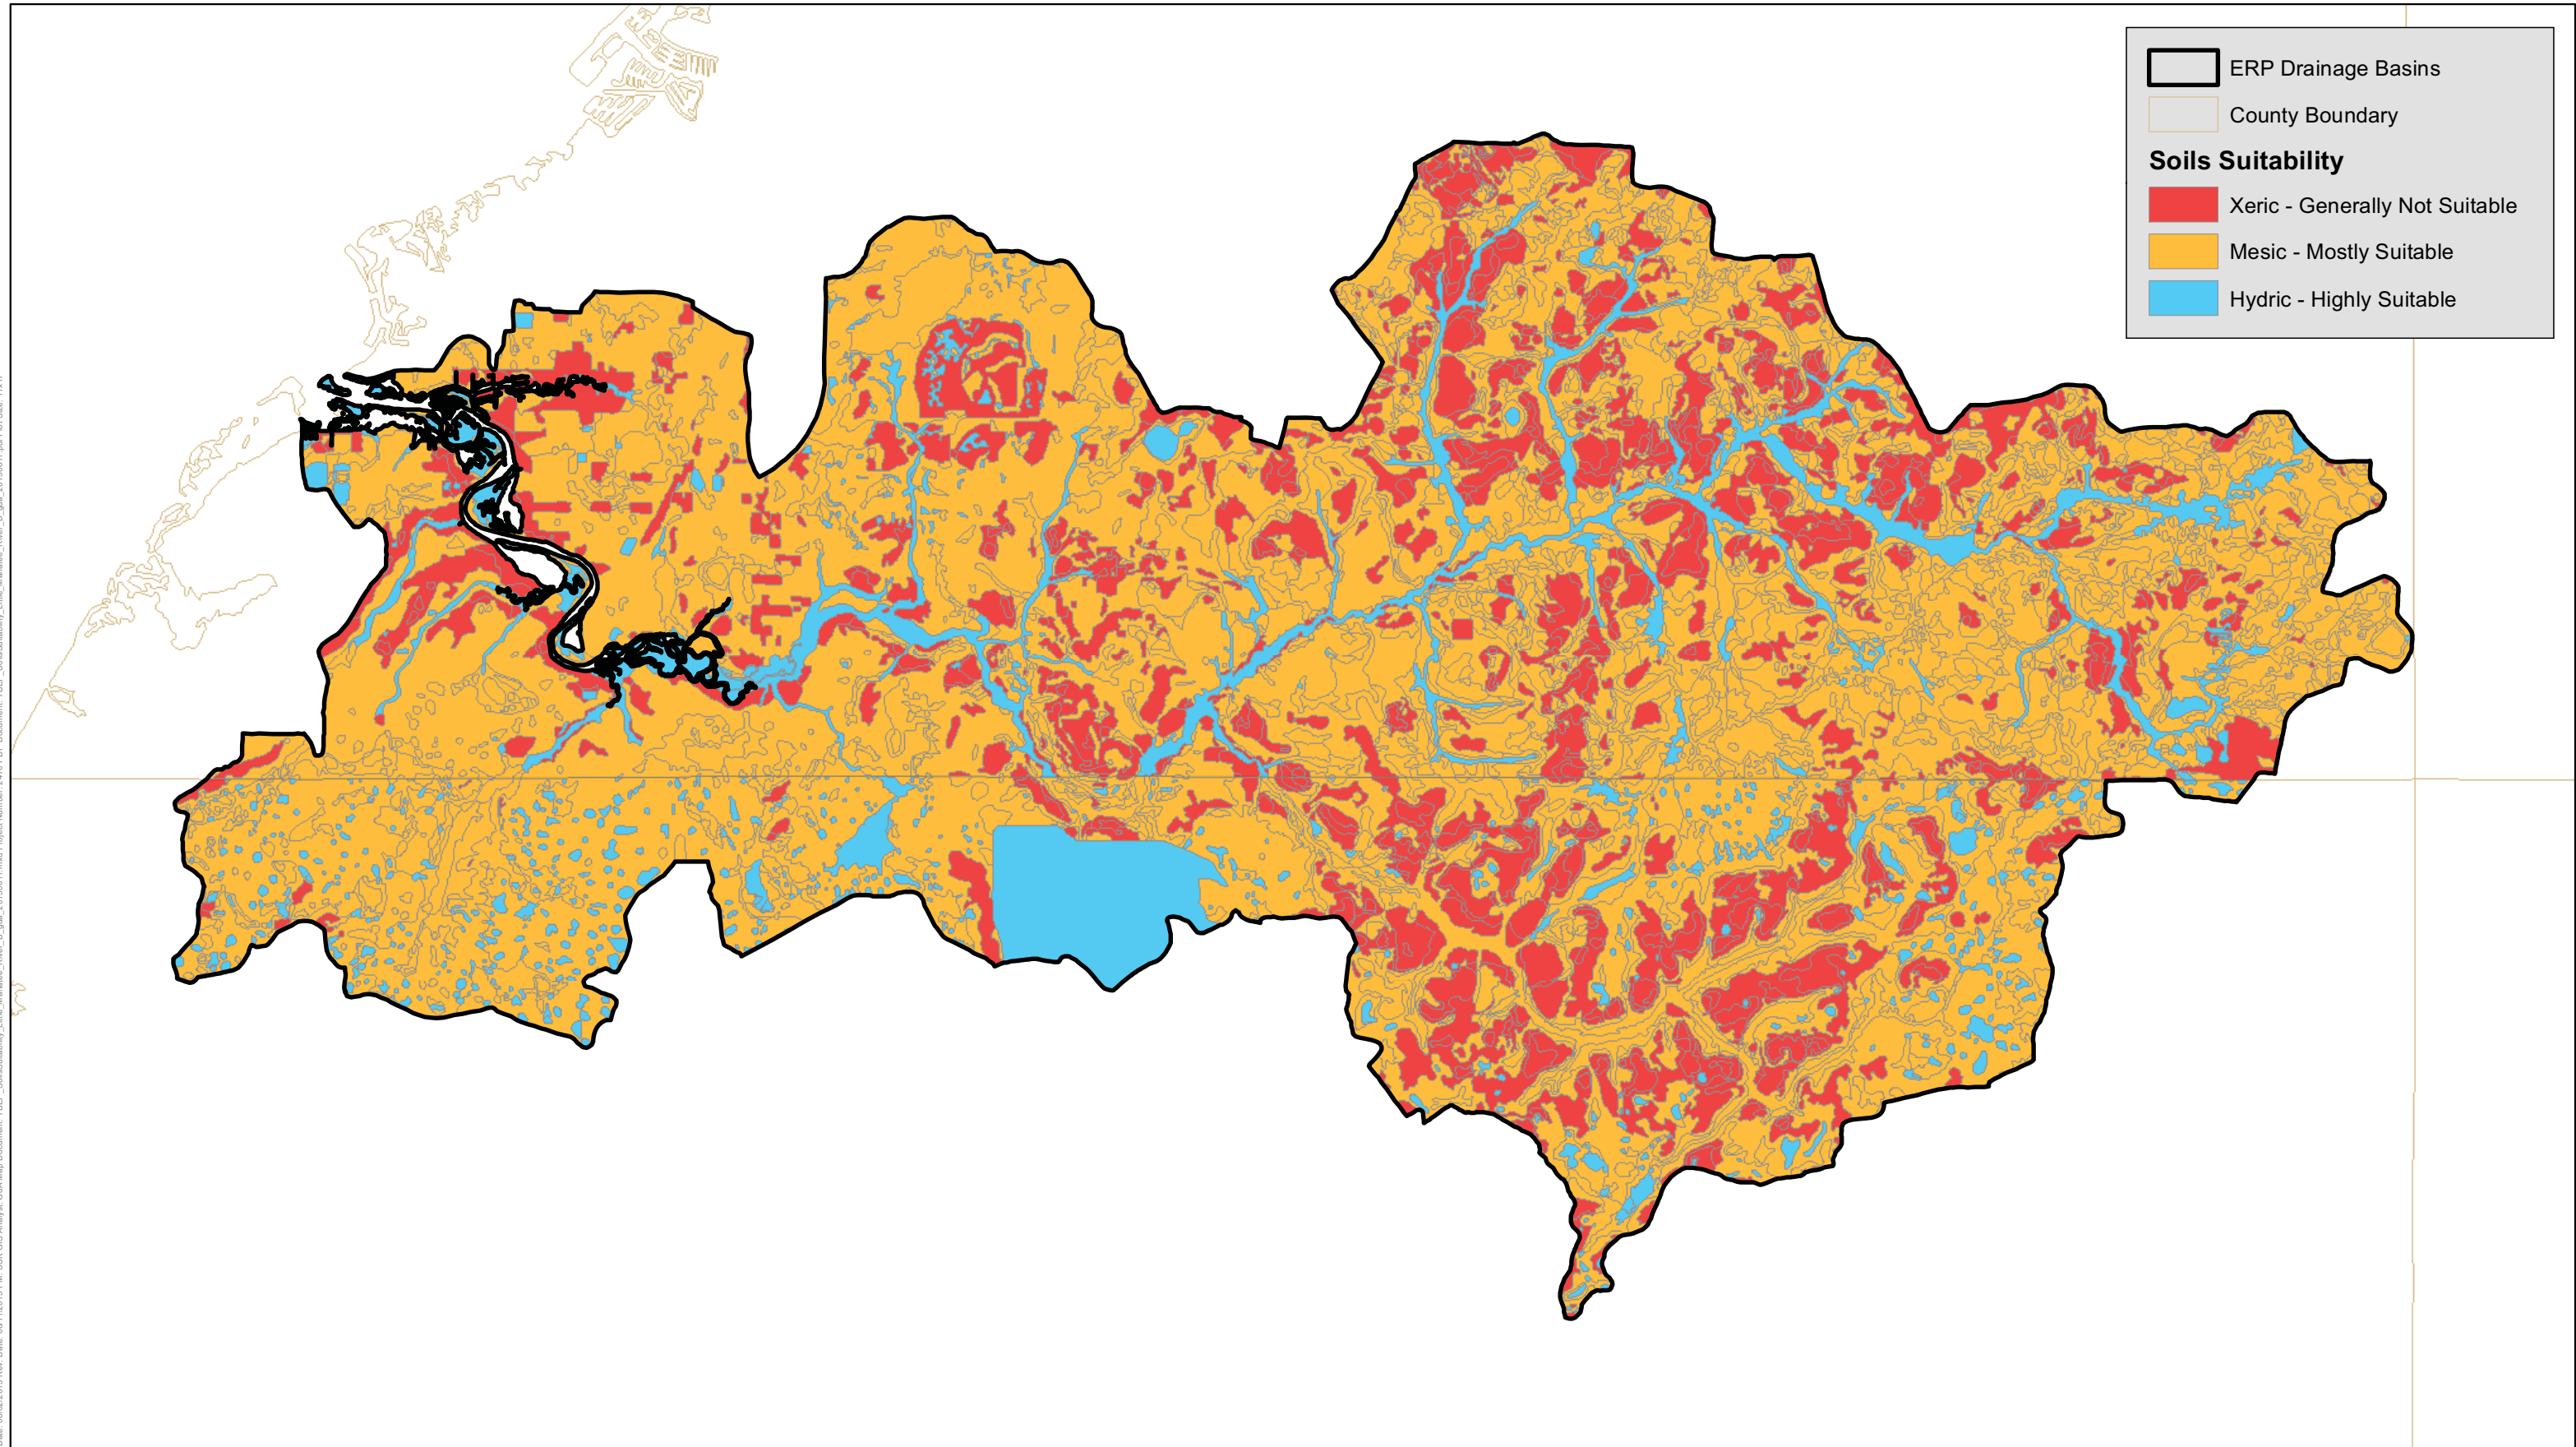 ERP Drainage Basins
County Boundary
Soils Suitability
Xeric - Generally Not Suitable
Mesic - Mostly Suitable
Hydric - Highly Suitable